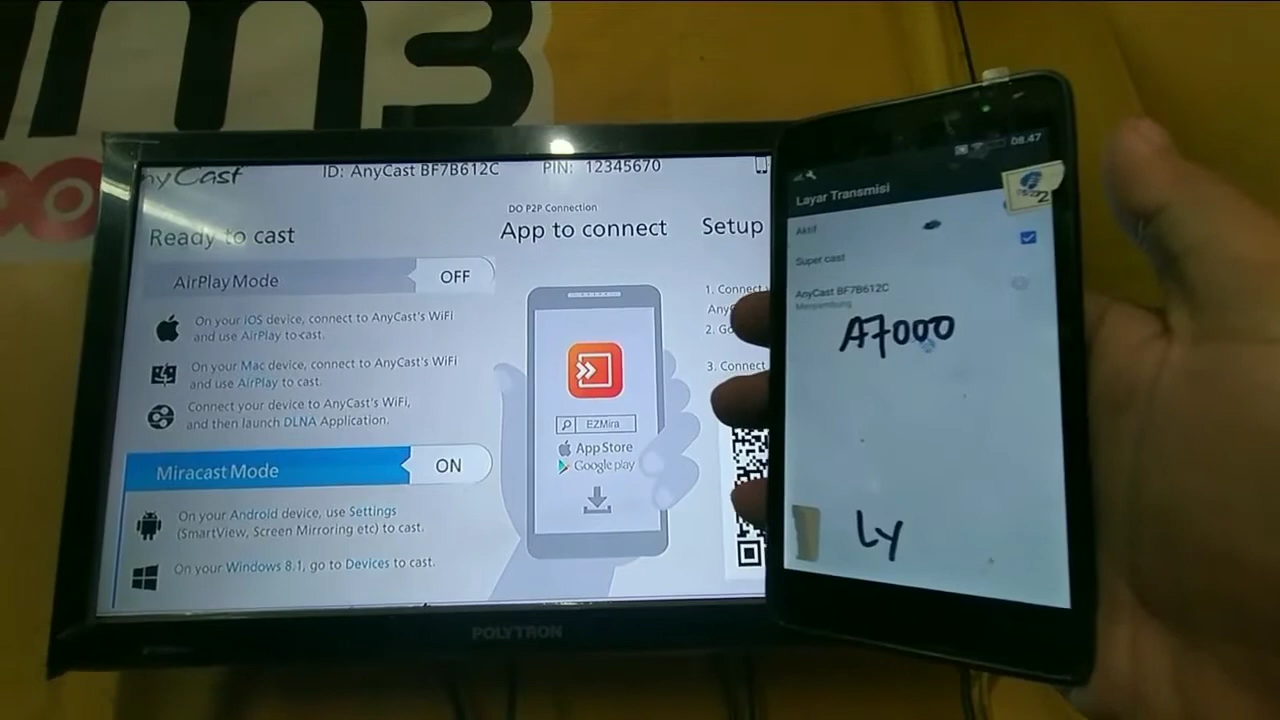 im3
AnyCast
ID: AnyCast BF7B612C
PIN: 12345670
Ready to cast
AirPlay Mode
OFF
On your iOS device, connect to AnyCast's WiFi
and use AirPlay to cast.
On your Mac device, connect to AnyCast's WiFi
and use AirPlay to cast.
Connect your device to AnyCast's WiFi,
and then launch DLNA Application.
Miracast Mode
ON
On your Android device, use Settings
(SmartView, Screen Mirroring etc) to cast.
On your Windows 8.1, go to Devices to cast.
DO P2P Connection
App to connect
EZMira
App Store
Google play
Setup
1. Connect
Any
2. Go
3. Connect
POLYTRON
08.47
Layar Transmisi
2
Aktif
Super cast
AnyCast BF7B612C
Menyambung
A7000
Ly